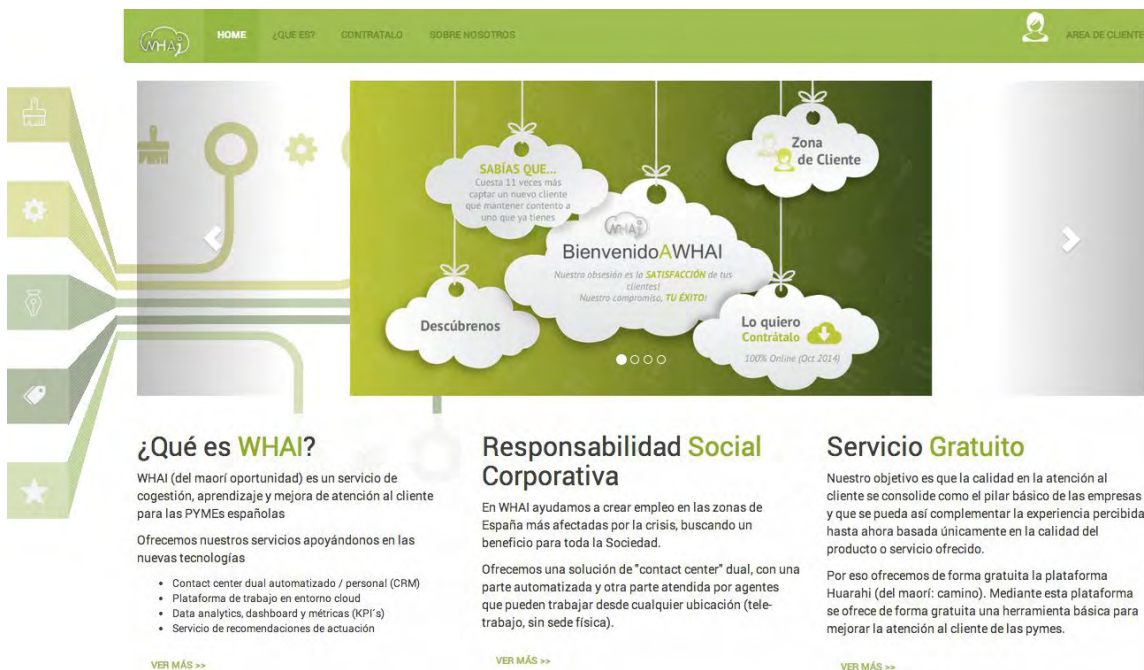 WHAi
HOME
¿QUE ES?
CONTRATALO
SOBRE NOSOTROS
AREA DE CLIENTE
SABÍAS QUE...
Cuesta 11 veces más
captar un nuevo cliente
que mantener contento a
uno que ya tienes
Zona
de Cliente
WHAi
BienvenidoAWHAI
Nuestra obsesión es la SATISFACCIÓN de tus
clientes!
Nuestro compromiso, TU ÉXITO!
Descúbrenos
Lo quiero
Contrátalo
100% Online (Oct 2014)
¿Qué es WHAI?
WHAI (del maorí oportunidad) es un servicio de
cogestión, aprendizaje y mejora de atención al cliente
para las PYMEs españolas
Ofrecemos nuestros servicios apoyándonos en las
nuevas tecnologías
• Contact center dual automatizado / personal (CRM)
• Plataforma de trabajo en entorno cloud
• Data analytics, dashboard y métricas (KPI´s)
• Servicio de recomendaciones de actuación
VER MÁS >>
Responsabilidad Social
Corporativa
En WHAI ayudamos a crear empleo en las zonas de
España más afectadas por la crisis, buscando un
beneficio para toda la Sociedad.
Ofrecemos una solución de "contact center" dual, con una
parte automatizada y otra parte atendida por agentes
que pueden trabajar desde cualquier ubicación (tele-
trabajo, sin sede física).
VER MÁS >>
Servicio Gratuito
Nuestro objetivo es que la calidad en la atención al
cliente se consolide como el pilar básico de las empresas
y que se pueda así complementar la experiencia percibida
hasta ahora basada únicamente en la calidad del
producto o servicio ofrecido.
Por eso ofrecemos de forma gratuita la plataforma
Huarahi (del maorí: camino). Mediante esta plataforma
se ofrece de forma gratuita una herramienta básica para
mejorar la atención al cliente de las pymes.
VER MÁS >>